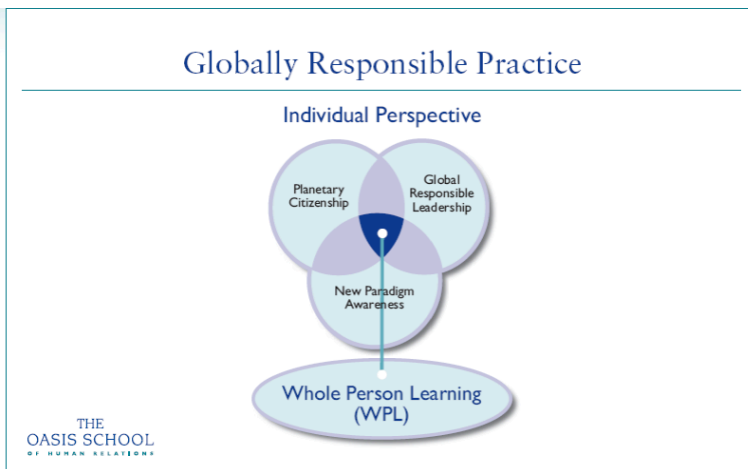 Globally Responsible Practice
Individual Perspective
Planetary
Citizenship
Global
Responsible
Leadership
New Paradigm
Awareness
Whole Person Learning
(WPL)
THE
OASIS SCHOOL
OF HUMAN RELATIONS